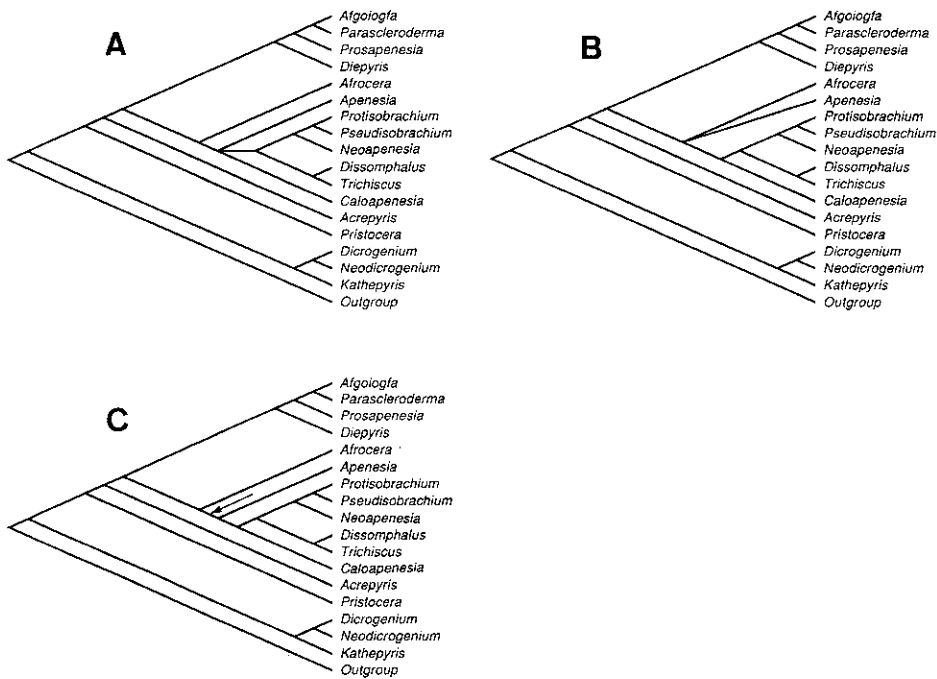 A
Afgoiogfa
Parascleroderma
Prosapenesia
Diepyris
Afrocera
Apenesia
Protisobrachium
Pseudisobrachium
Neoapenesia
Dissomphalus
Trichiscus
Caloapenesia
Acrepyris
Pristocera
Dicrogenium
Neodicrogenium
Kathepyris
Outgroup
B
Afgoiogfa
Parascleroderma
Prosapenesia
Diepyris
Afrocera
Apenesia
Protisobrachium
Pseudisobrachium
Neoapenesia
Dissomphalus
Trichiscus
Caloapenesia
Acrepyris
Pristocera
Dicrogenium
Neodicrogenium
Kathepyris
Outgroup
C
Afgoiogfa
Parascleroderma
Prosapenesia
Diepyris
Afrocera
Apenesia
Protisobrachium
Pseudisobrachium
Neoapenesia
Dissomphalus
Trichiscus
Caloapenesia
Acrepyris
Pristocera
Dicrogenium
Neodicrogenium
Kathepyris
Outgroup